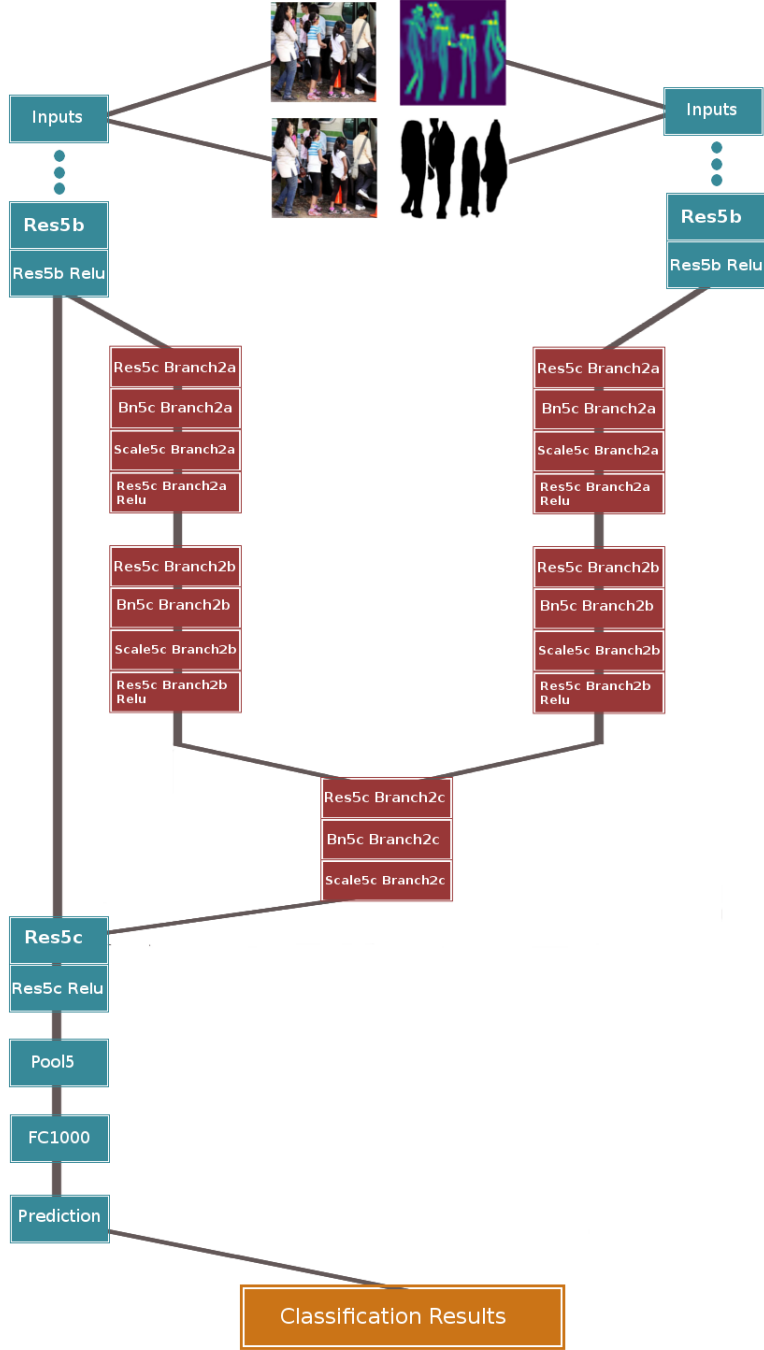 Inputs
Inputs
Res5b
Res5b Relu
Res5b
Res5b Relu
Res5c Branch2a
Bn5c Branch2a
Scale5c Branch2a
Res5c Branch2a
Relu
Res5c Branch2b
Bn5c Branch2b
Scale5c Branch2b
Res5c Branch2b
Relu
Res5c Branch2a
Bn5c Branch2a
Scale5c Branch2a
Res5c Branch2a
Relu
Res5c Branch2b
Bn5c Branch2b
Scale5c Branch2b
Res5c Branch2b
Relu
Res5c Branch2c
Bn5c Branch2c
Scale5c Branch2c
Res5c
Res5c Relu
Pool5
FC1000
Prediction
Classification Results